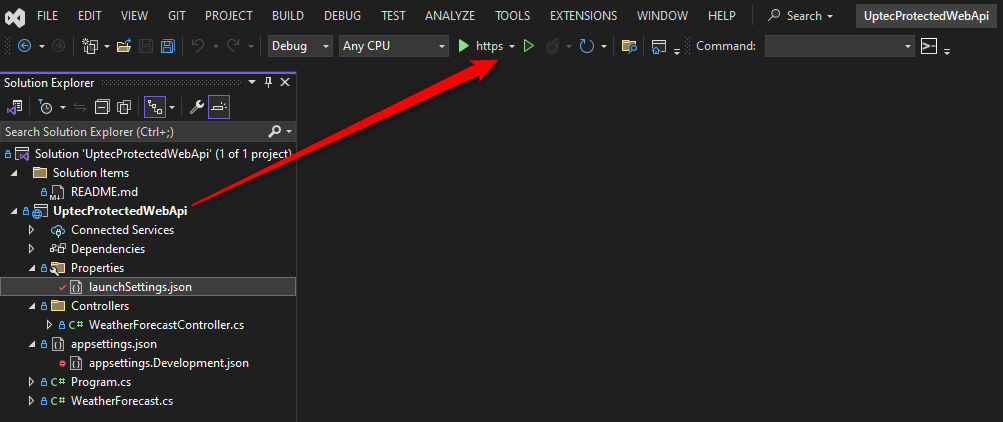 FILE EDIT VIEW GIT PROJECT BUILD DEBUG TEST ANALYZE TOOLS EXTENSIONS WINDOW HELP Search UptecProtectedWebApi
Debug Any CPU https Command:
Solution Explorer
Search Solution Explorer (Ctrl+;)
Solution 'UptecProtectedWebApi' (1 of 1 project)
Solution Items
README.md
UptecProtectedWebApi
Connected Services
Dependencies
Properties
launchSettings.json
Controllers
C# WeatherForecastController.cs
appsettings.json
appsettings.Development.json
C# Program.cs
C# WeatherForecast.cs